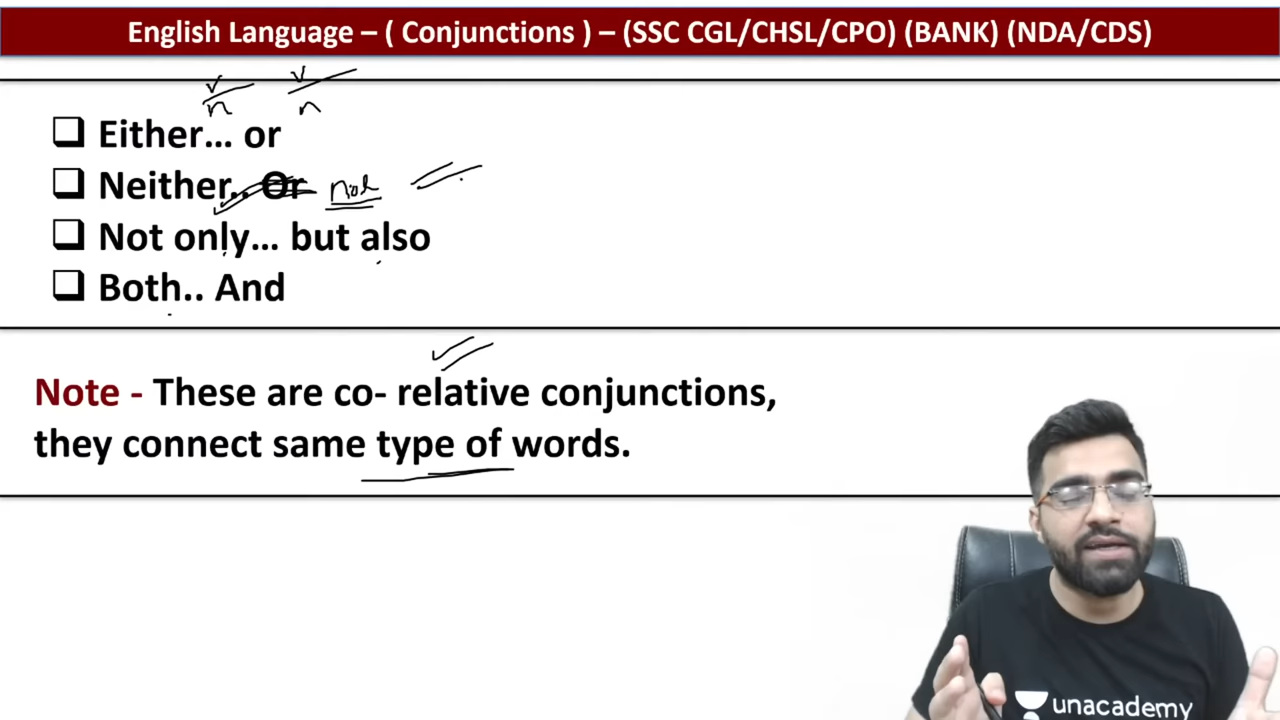 English Language – ( Conjunctions ) – (SSC CGL/CHSL/CPO) (BANK) (NDA/CDS)
v v
n n
❑ Either... or
❑ Neither.. Or nor
❑ Not only... but also
❑ Both.. And
Note - These are co- relative conjunctions,
they connect same type of words.
unacademy